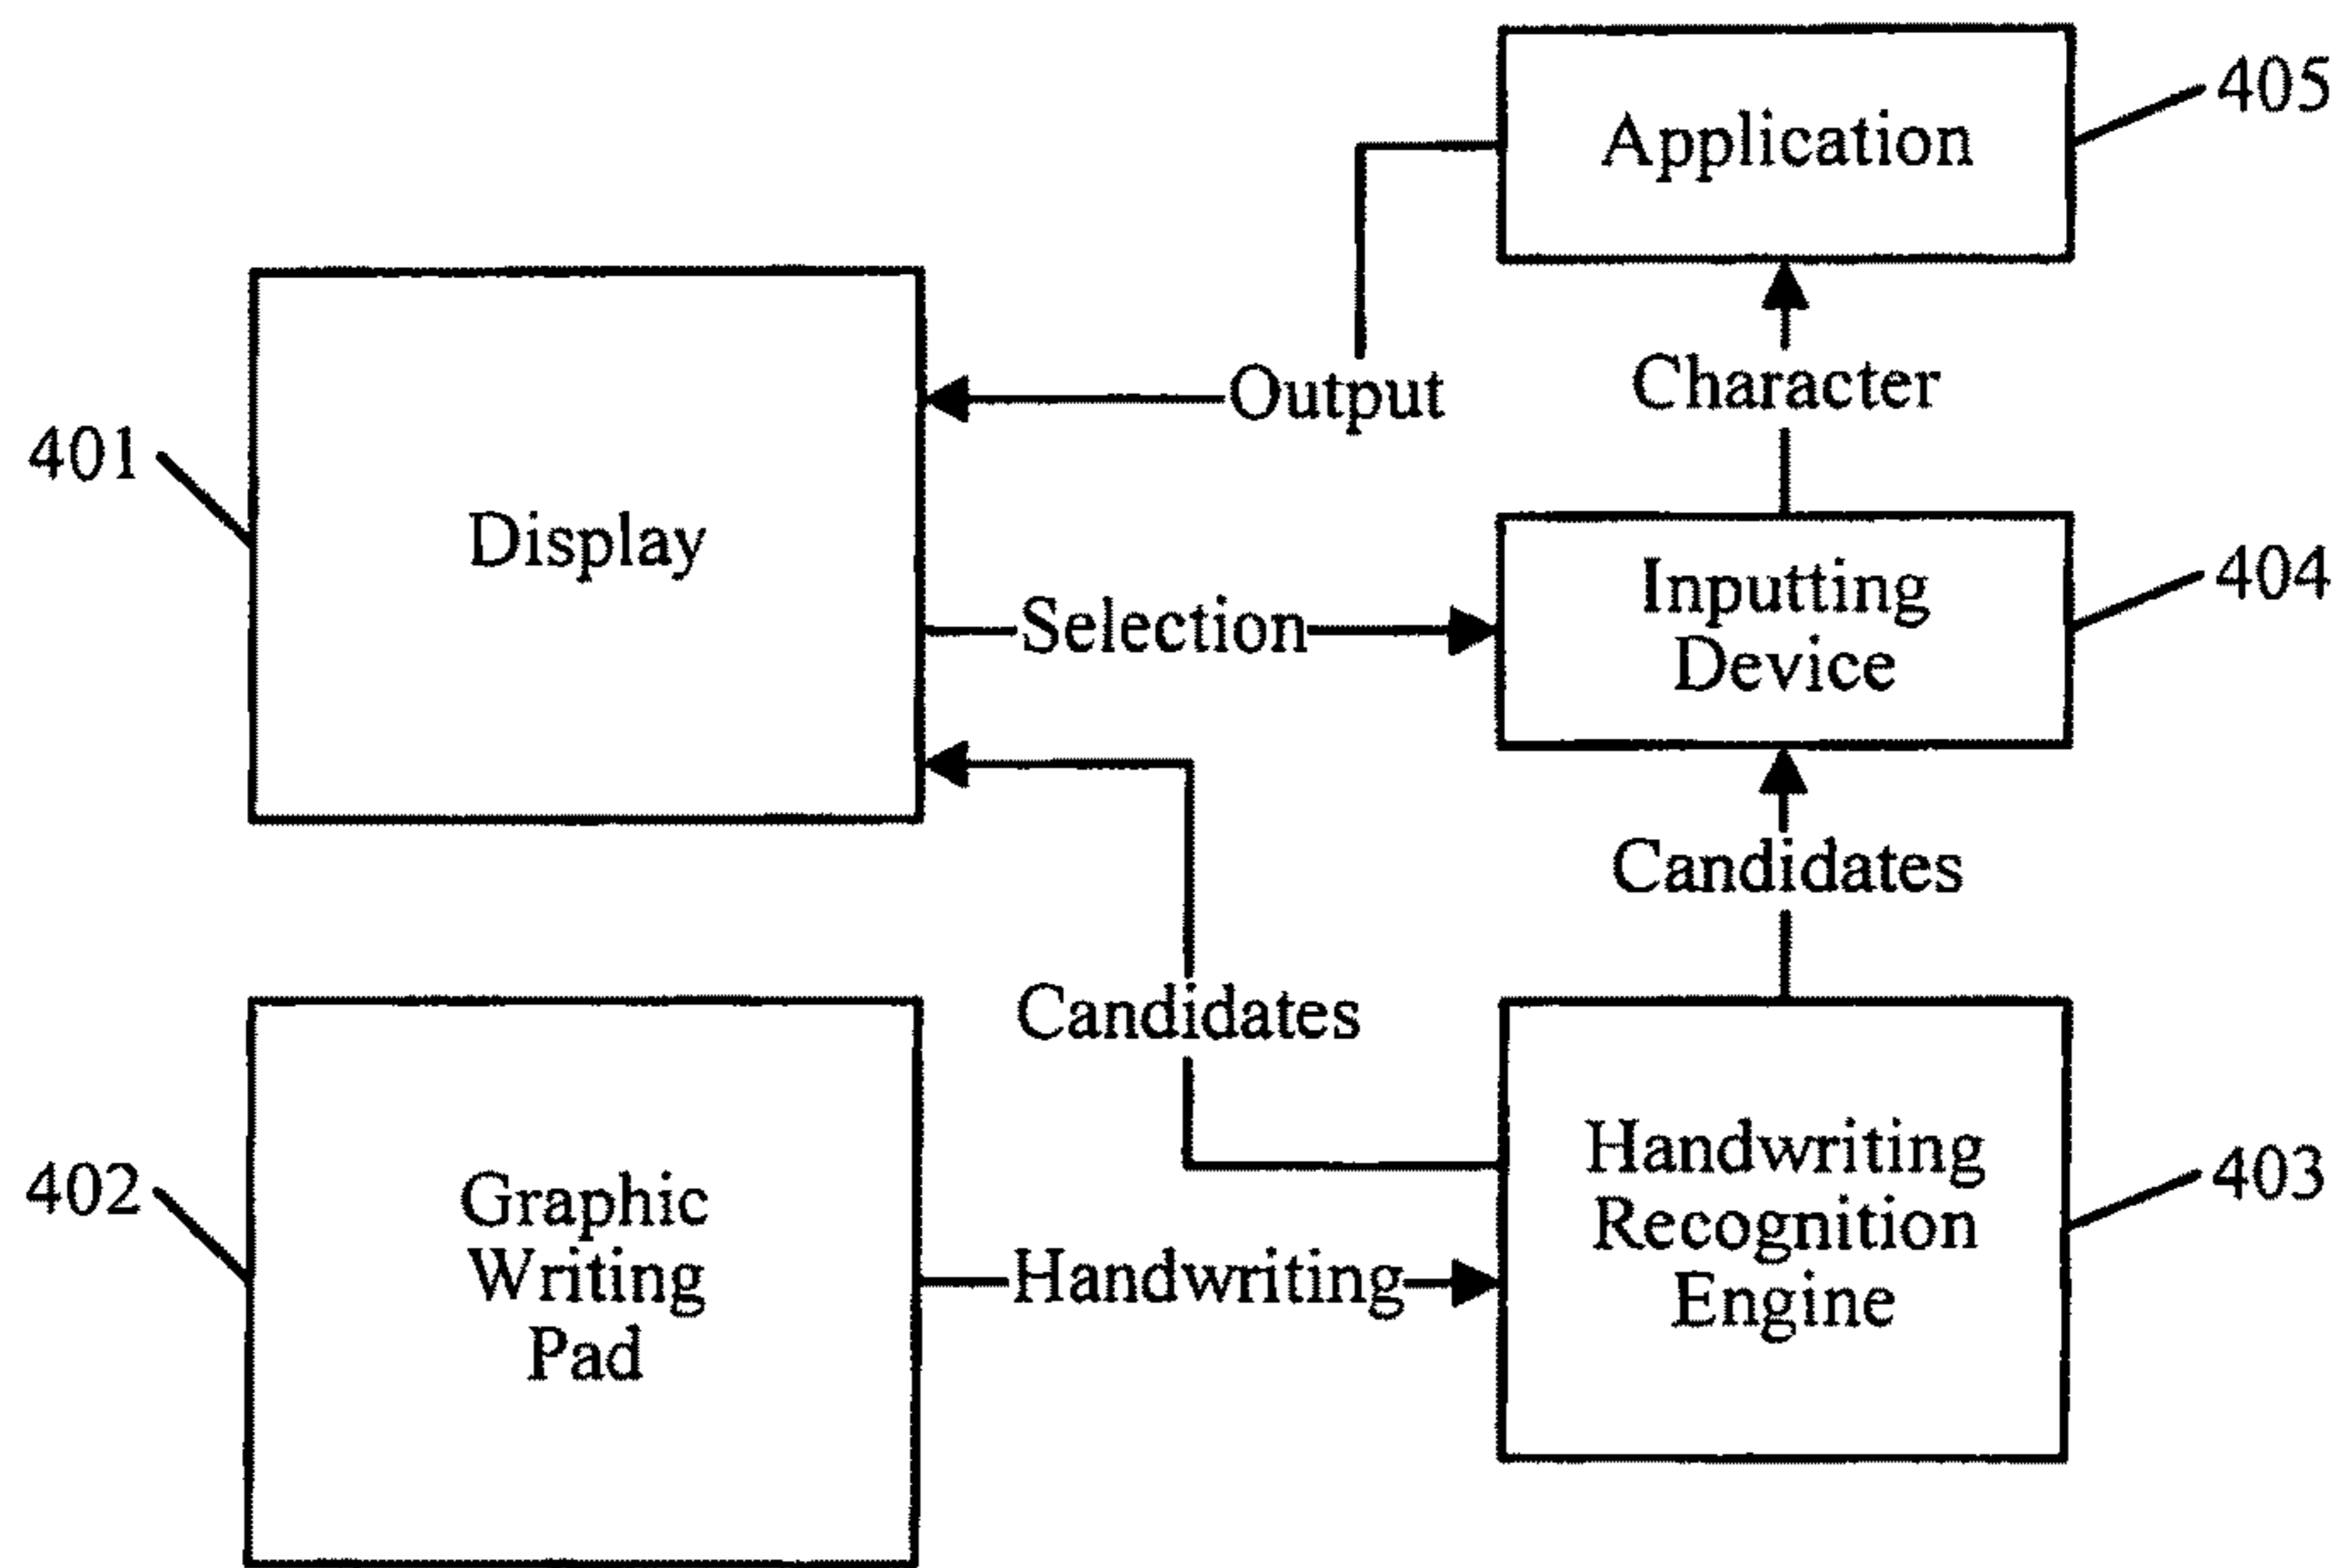 Application
405
Output
Character
401
Display
Selection
Inputting
Device
404
Candidates
Candidates
402
Graphic
Writing
Pad
Handwriting
Handwriting
Recognition
Engine
403